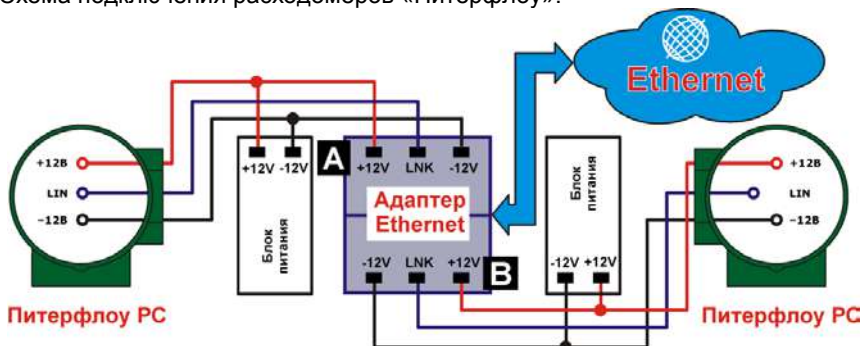 Схема подключения расходомеров «Питерфлоу»:
Ethernet
+12В
LIN
-12В
+12V -12V
Блок
питания
A
+12V LNK -12V
Адаптер
Ethernet
-12V LNK +12V
B
Блок
питания
-12V +12V
+12В
LIN
-12В
Питерфлоу РС
Питерфлоу РС